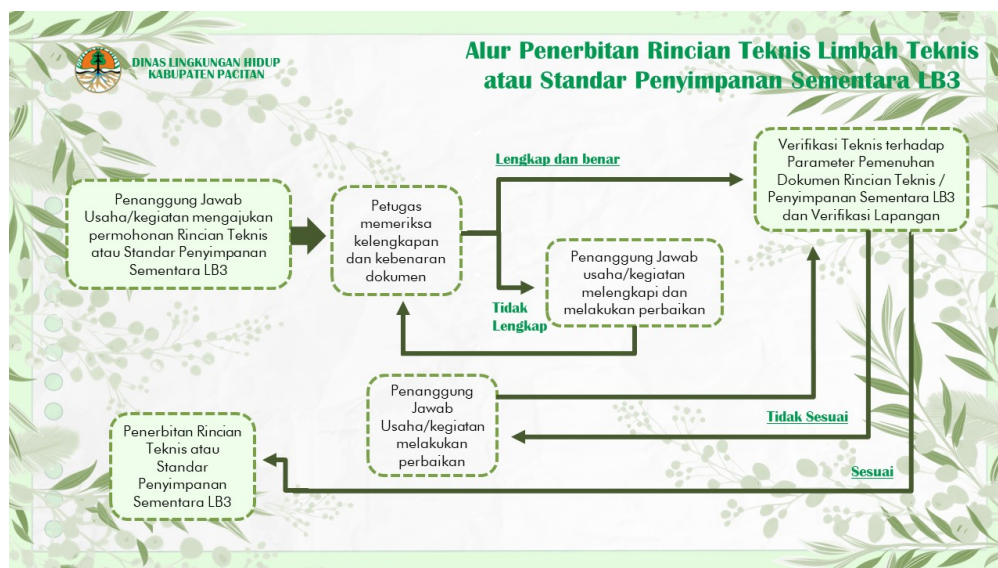 DINAS LINGKUNGAN HIDUP
KABUPATEN PACITAN
Alur Penerbitan Rincian Teknis Limbah Teknis
atau Standar Penyimpanan Sementara LB3
Penanggung Jawab
Usaha/kegiatan mengajukan
permohonan Rincian Teknis
atau Standar Penyimpanan
Sementara LB3
Petugas
memeriksa
kelengkapan
dan kebenaran
dokumen
Lengkap dan benar
Verifikasi Teknis terhadap
Parameter Pemenuhan
Dokumen Rincian Teknis /
Penyimpanan Sementara LB3
dan Verifikasi Lapangan
Tidak
Lengkap
Penanggung Jawab
usaha/kegiatan
melengkapi dan
melakukan perbaikan
Penanggung
Jawab
Usaha/kegiatan
melakukan
perbaikan
Tidak Sesuai
Sesuai
Penerbitan Rincian
Teknis atau
Standar
Penyimpanan
Sementara LB3